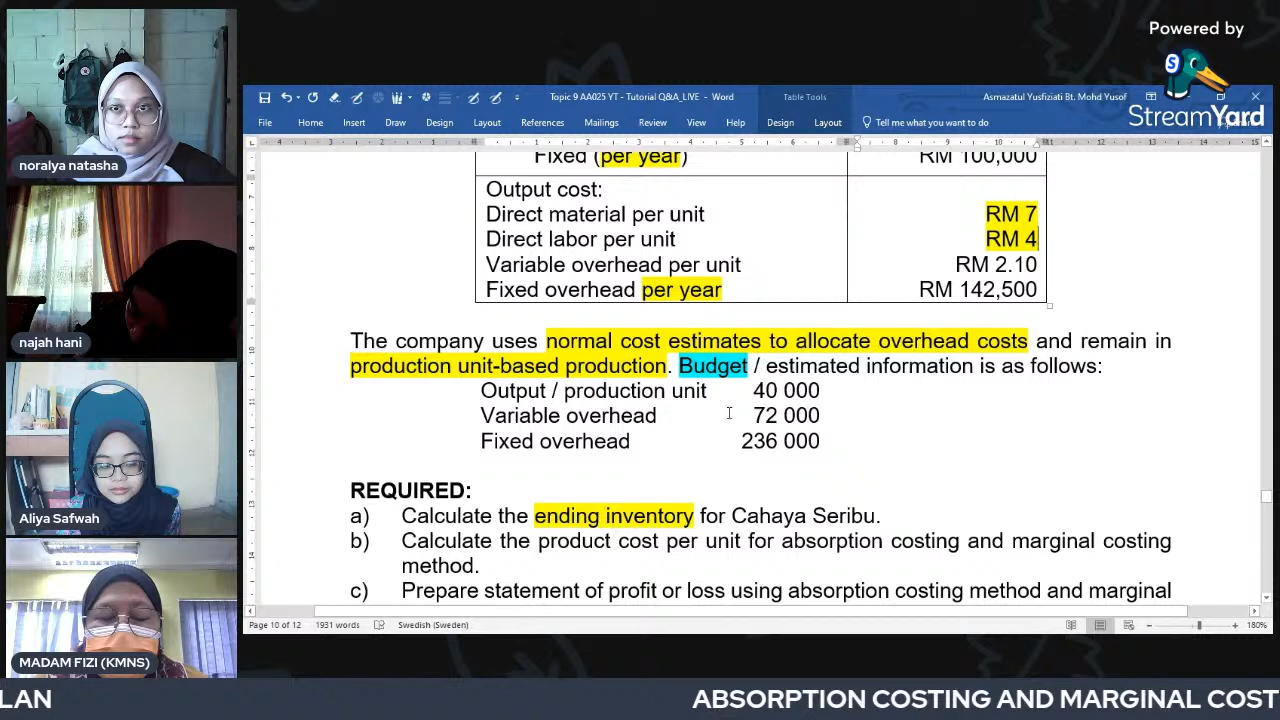 Powered by
StreamYard
noralya natasha
najah hani
Aliya Safwah
MADAM FIZI (KMNS)
Topic 9 AA025 YT - Tutorial Q&A_LIVE - Word
Table Tools
Asmazatul Yusfiziati Bt. Mohd Yusof
File Home Insert Draw Design Layout References Mailings Review View Help Design Layout Tell me what you want to do
Fixed (per year) RM 100,000
Output cost:
Direct material per unit RM 7
Direct labor per unit RM 4
Variable overhead per unit RM 2.10
Fixed overhead per year RM 142,500
The company uses normal cost estimates to allocate overhead costs and remain in
production unit-based production. Budget / estimated information is as follows:
Output / production unit 40 000
Variable overhead 72 000
Fixed overhead 236 000
REQUIRED:
a) Calculate the ending inventory for Cahaya Seribu.
b) Calculate the product cost per unit for absorption costing and marginal costing
method.
c) Prepare statement of profit or loss using absorption costing method and marginal
Page 10 of 12 1931 words Swedish (Sweden) 180%
LAN ABSORPTION COSTING AND MARGINAL COST